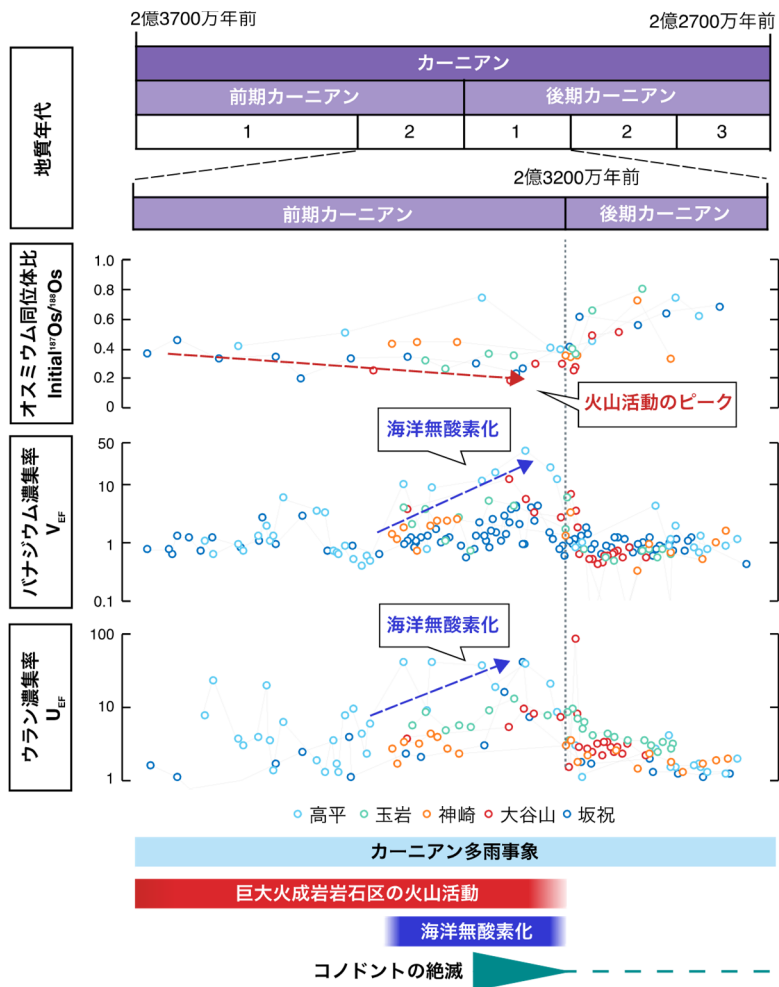 2億3700万年前 2億2700万年前
カーニアン
前期カーニアン 後期カーニアン
1 2 1 2 3
地質年代
2億3200万年前
前期カーニアン 後期カーニアン
オスミウム同位体比
Initial¹⁸⁷Os/¹⁸⁸Os
1.0
0.8
0.6
0.4
0.2
0
火山活動のピーク
バナジウム濃集率
V_EF
50
10
1
0.1
海洋無酸素化
ウラン濃集率
U_EF
100
10
1
海洋無酸素化
高平 玉岩 神崎 大谷山 坂祝
カーニアン多雨事象
巨大火成岩岩石区の火山活動
海洋無酸素化
コノドントの絶滅